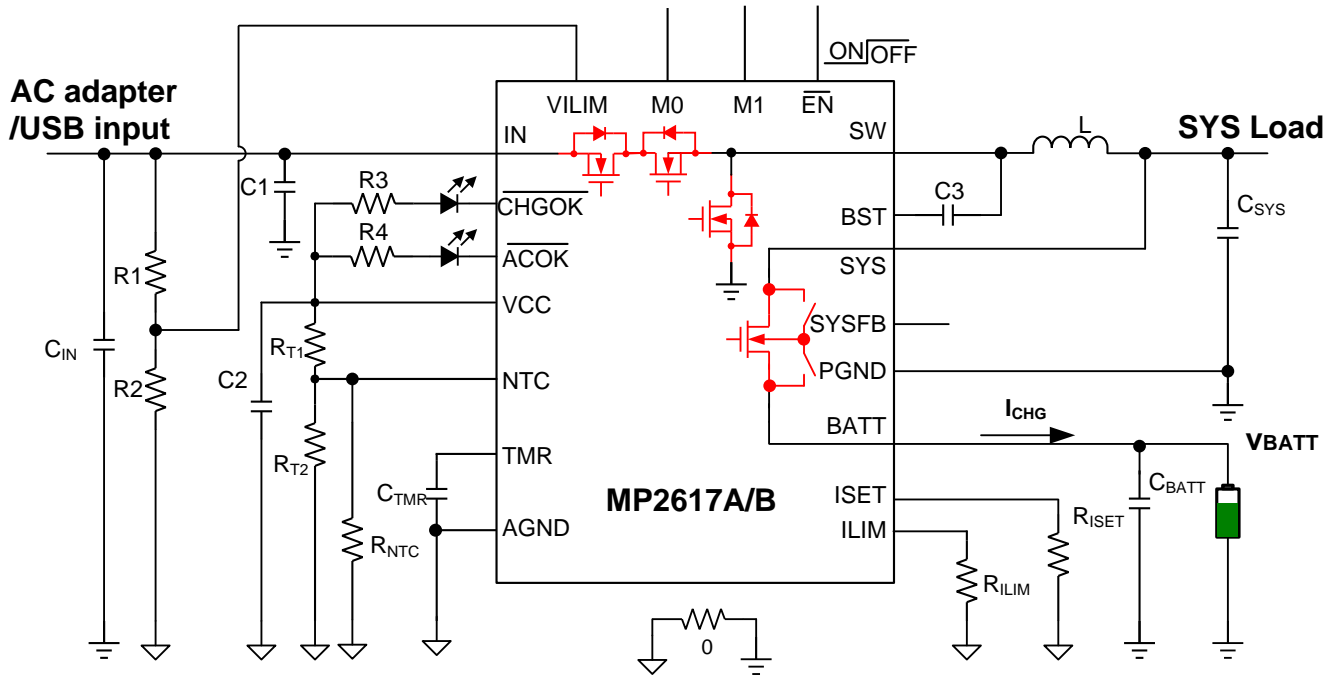 ON OFF
AC adapter
/USB input
VILIM M0 M1 EN
IN SW L SYS Load
C1 R3 CHGOK C3 CSYS
BST
R4 ACOK SYS
R1
VCC
SYSFB
CIN RT1
R2 C2 NTC PGND
ICHG
BATT VBATT
RT2 TMR
CTMR MP2617A/B ISET CBATT
RISET
AGND ILIM
RNTC
RILIM
0